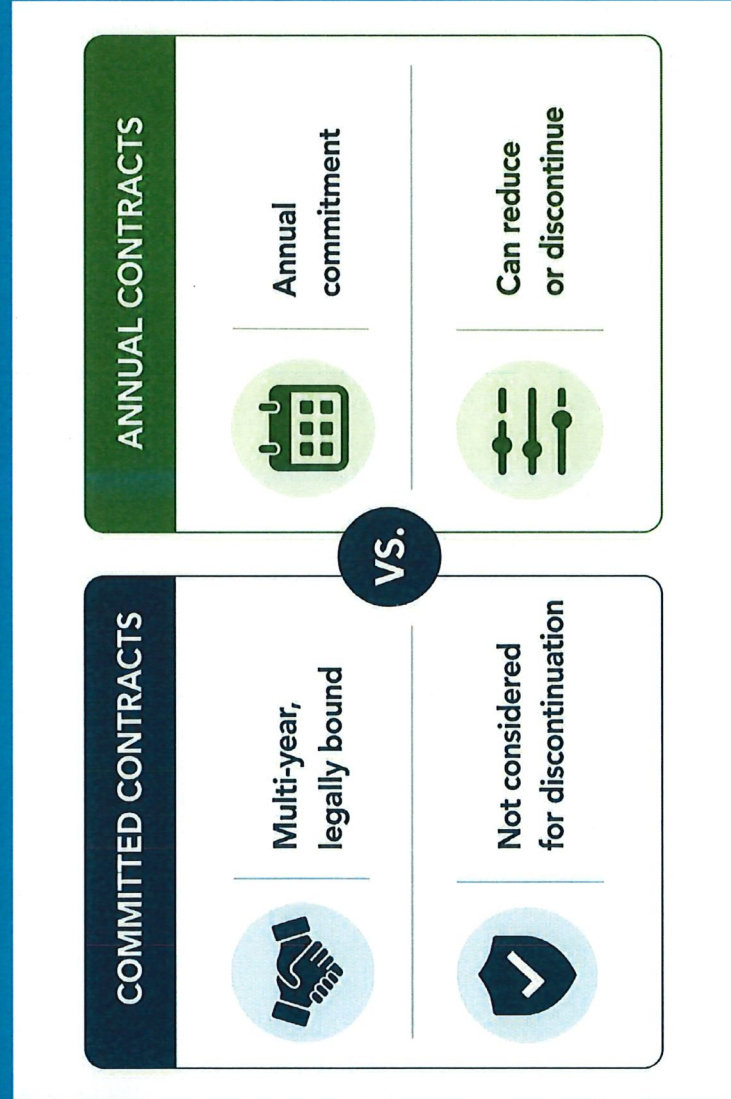 COMMITTED CONTRACTS
Multi-year,
legally bound
Not considered
for discontinuation
VS.
ANNUAL CONTRACTS
Annual
commitment
Can reduce
or discontinue